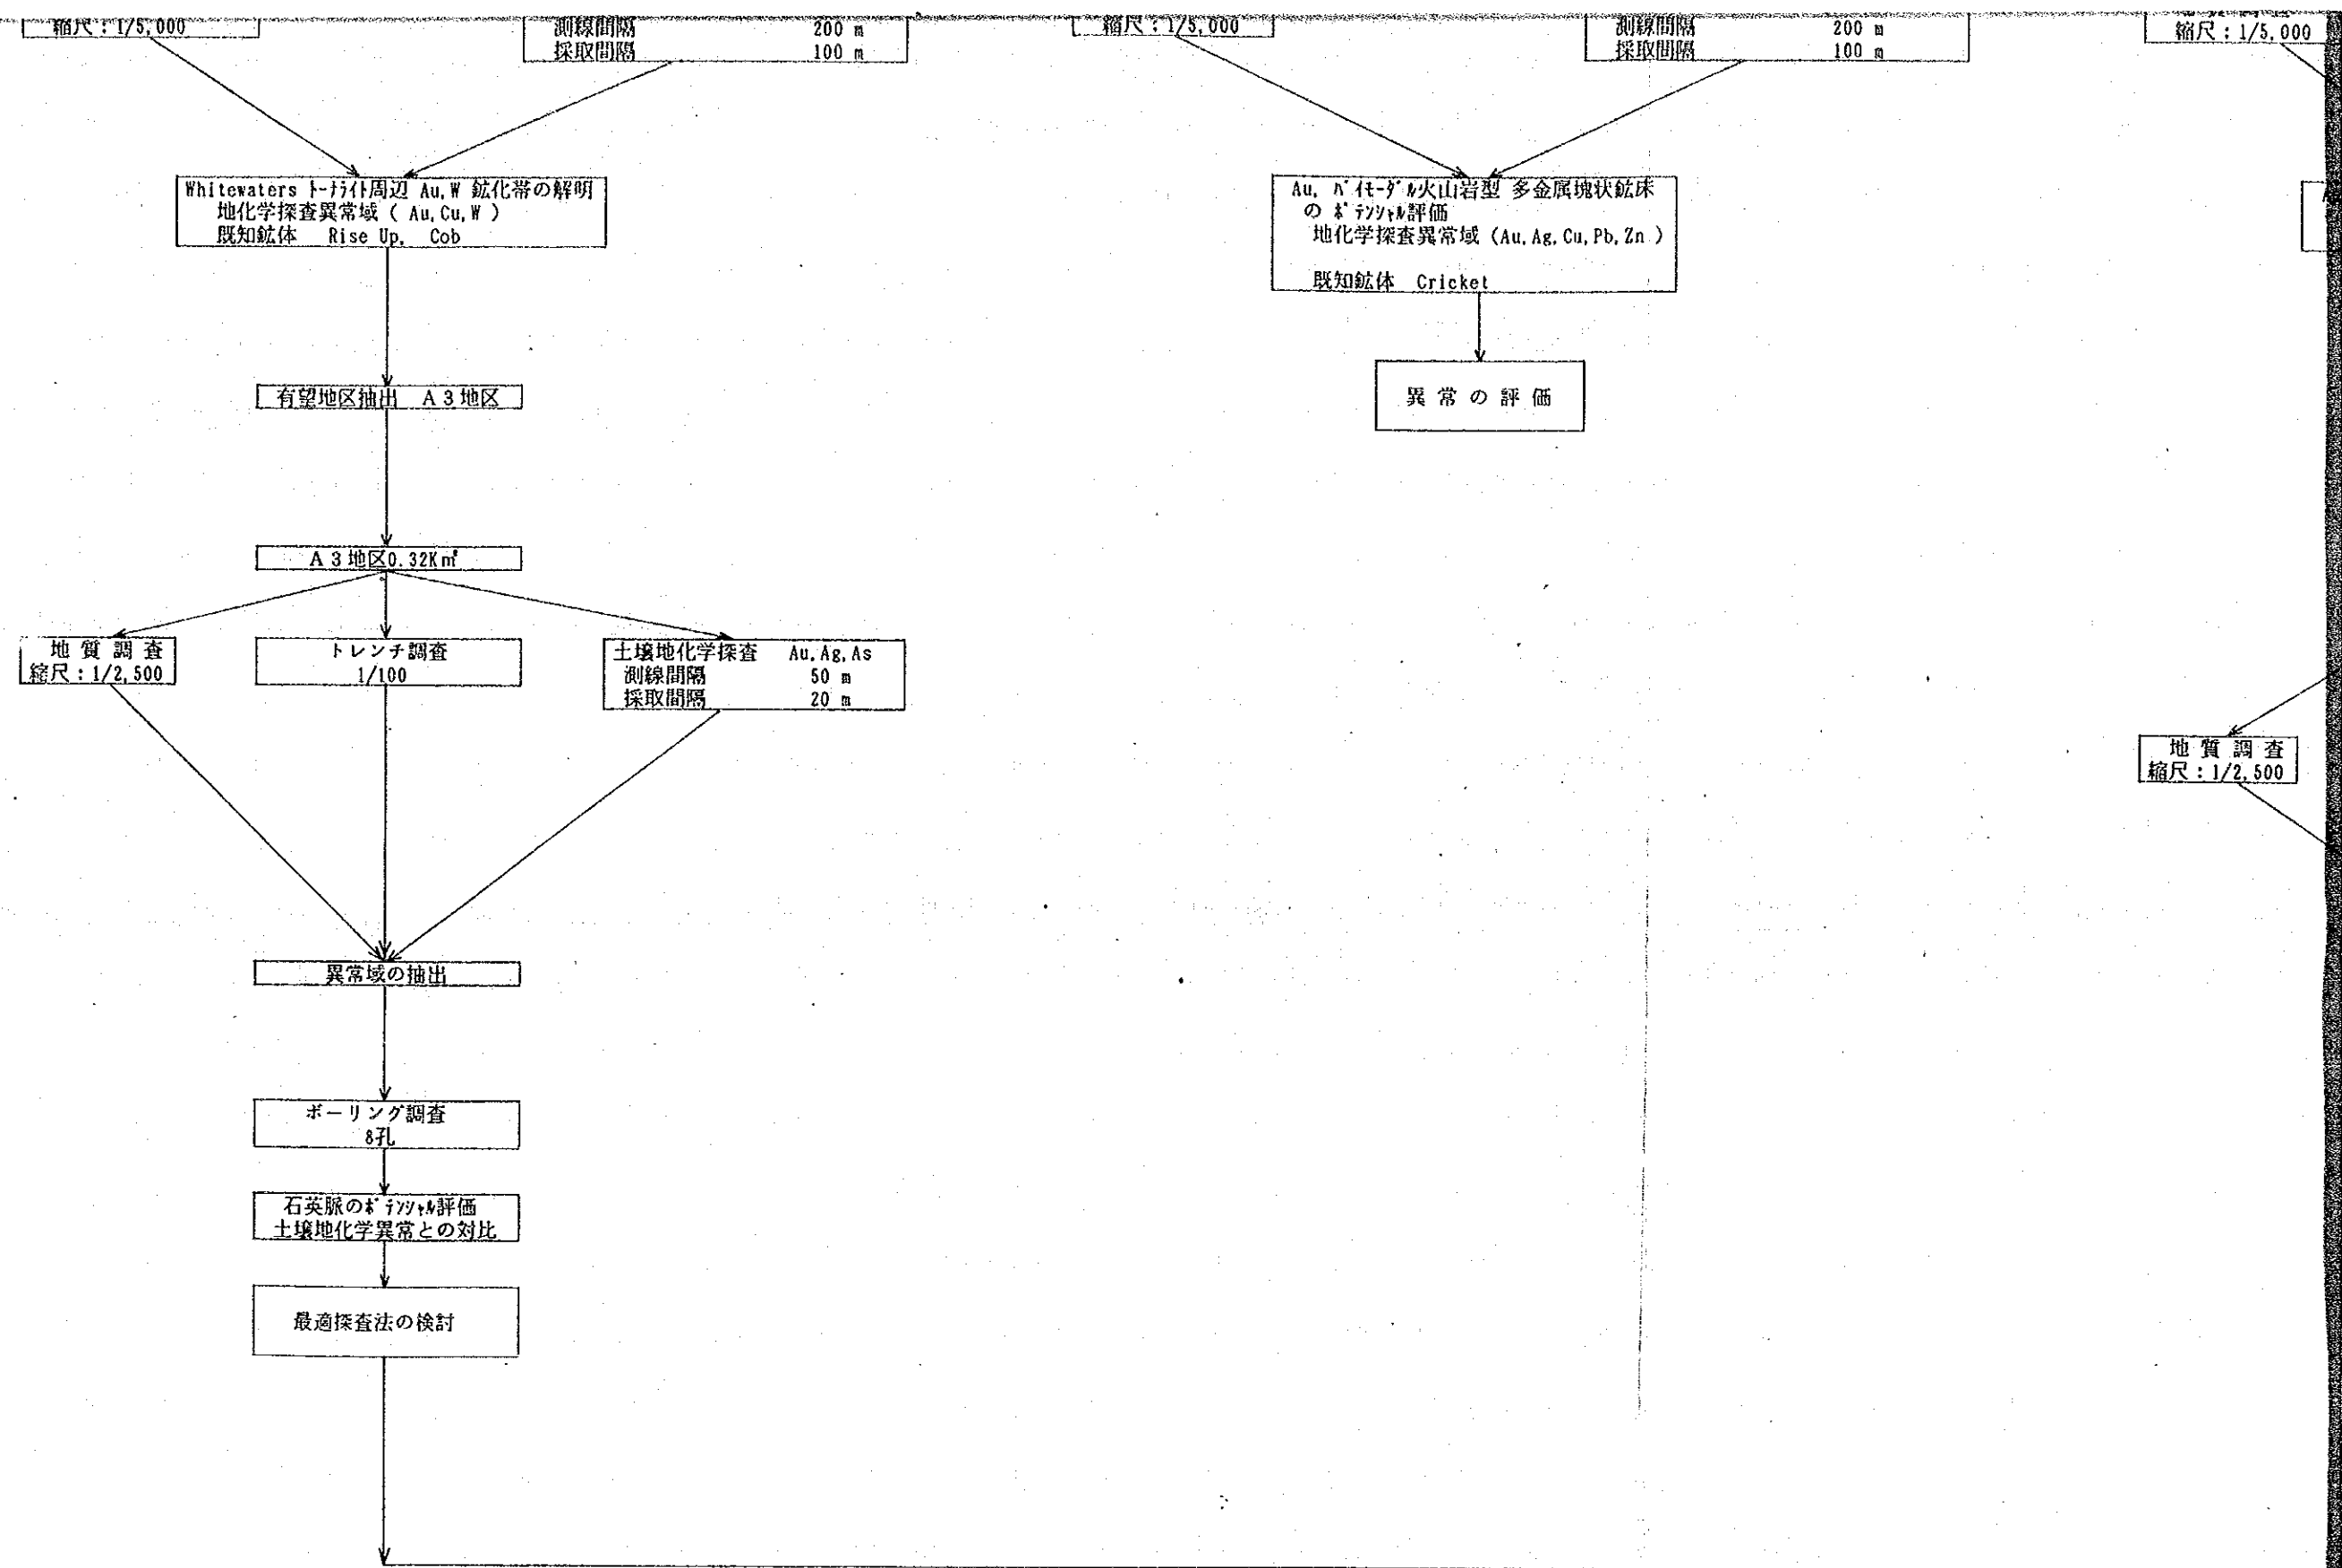 縮尺：1/5,000
測線間隔 200 m
採取間隔 100 m
縮尺：1/5,000
測線間隔 200 m
採取間隔 100 m
縮尺：1/5,000
Whitewaters ﾄｰﾅﾗｲﾄ周辺 Au,W 鉱化帯の解明
地化学探査異常域 ( Au,Cu,W )
既知鉱体 Rise Up, Cob
Au, ﾊﾞｲﾓｰﾀﾞﾙ火山岩型 多金属塊状鉱床
の ﾎﾟﾃﾝｼｬﾙ評価
地化学探査異常域 (Au,Ag,Cu,Pb,Zn )
既知鉱体 Cricket
有望地区抽出 Ａ３地区
異 常 の 評 価
Ａ３地区0.32K㎡
地 質 調 査
縮尺：1/2,500
トレンチ調査
1/100
土壌地化学探査 Au,Ag,As
測線間隔 50 m
採取間隔 20 m
地 質 調 査
縮尺：1/2,500
異常域の抽出
ボーリング調査
8孔
石英脈のﾎﾟﾃﾝｼｬﾙ評価
土壌地化学異常との対比
最適探査法の検討